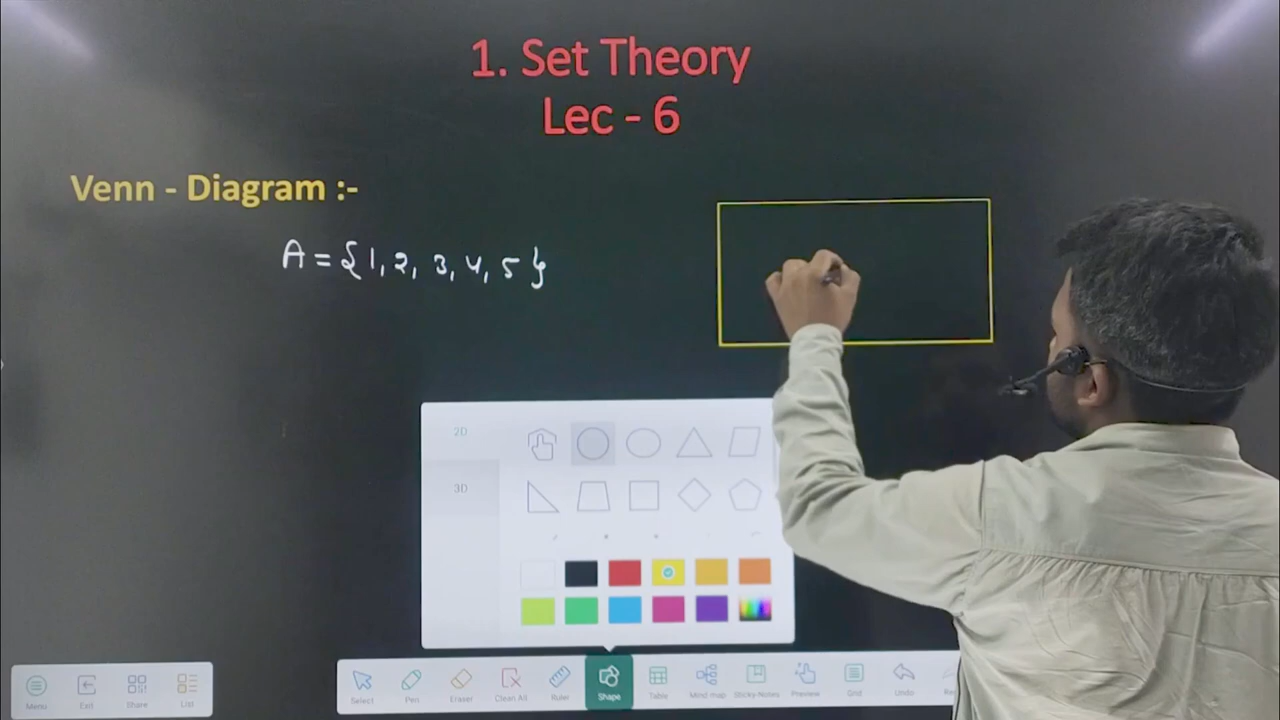 1. Set Theory
Lec - 6
Venn - Diagram :-
A = {1, 2, 3, 4, 5}
2D
3D
Menu
Exit
Share
List
Select
Pen
Eraser
Clean All
Ruler
Shape
Table
Mind map
Sticky-Notes
Preview
Grid
Undo